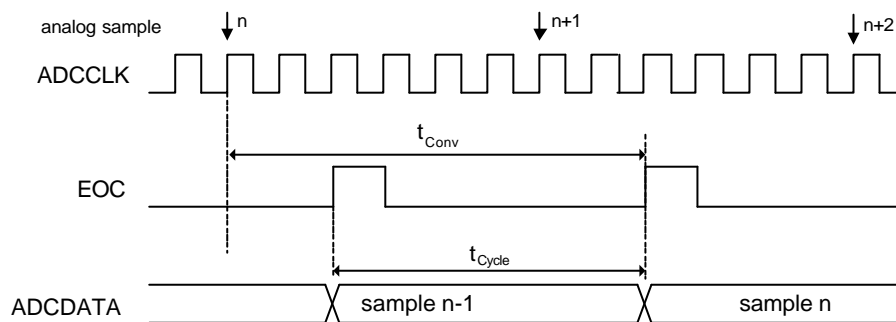 analog sample n n+1 n+2
ADCCLK
tConv
EOC
tCycle
ADCDATA sample n-1 sample n